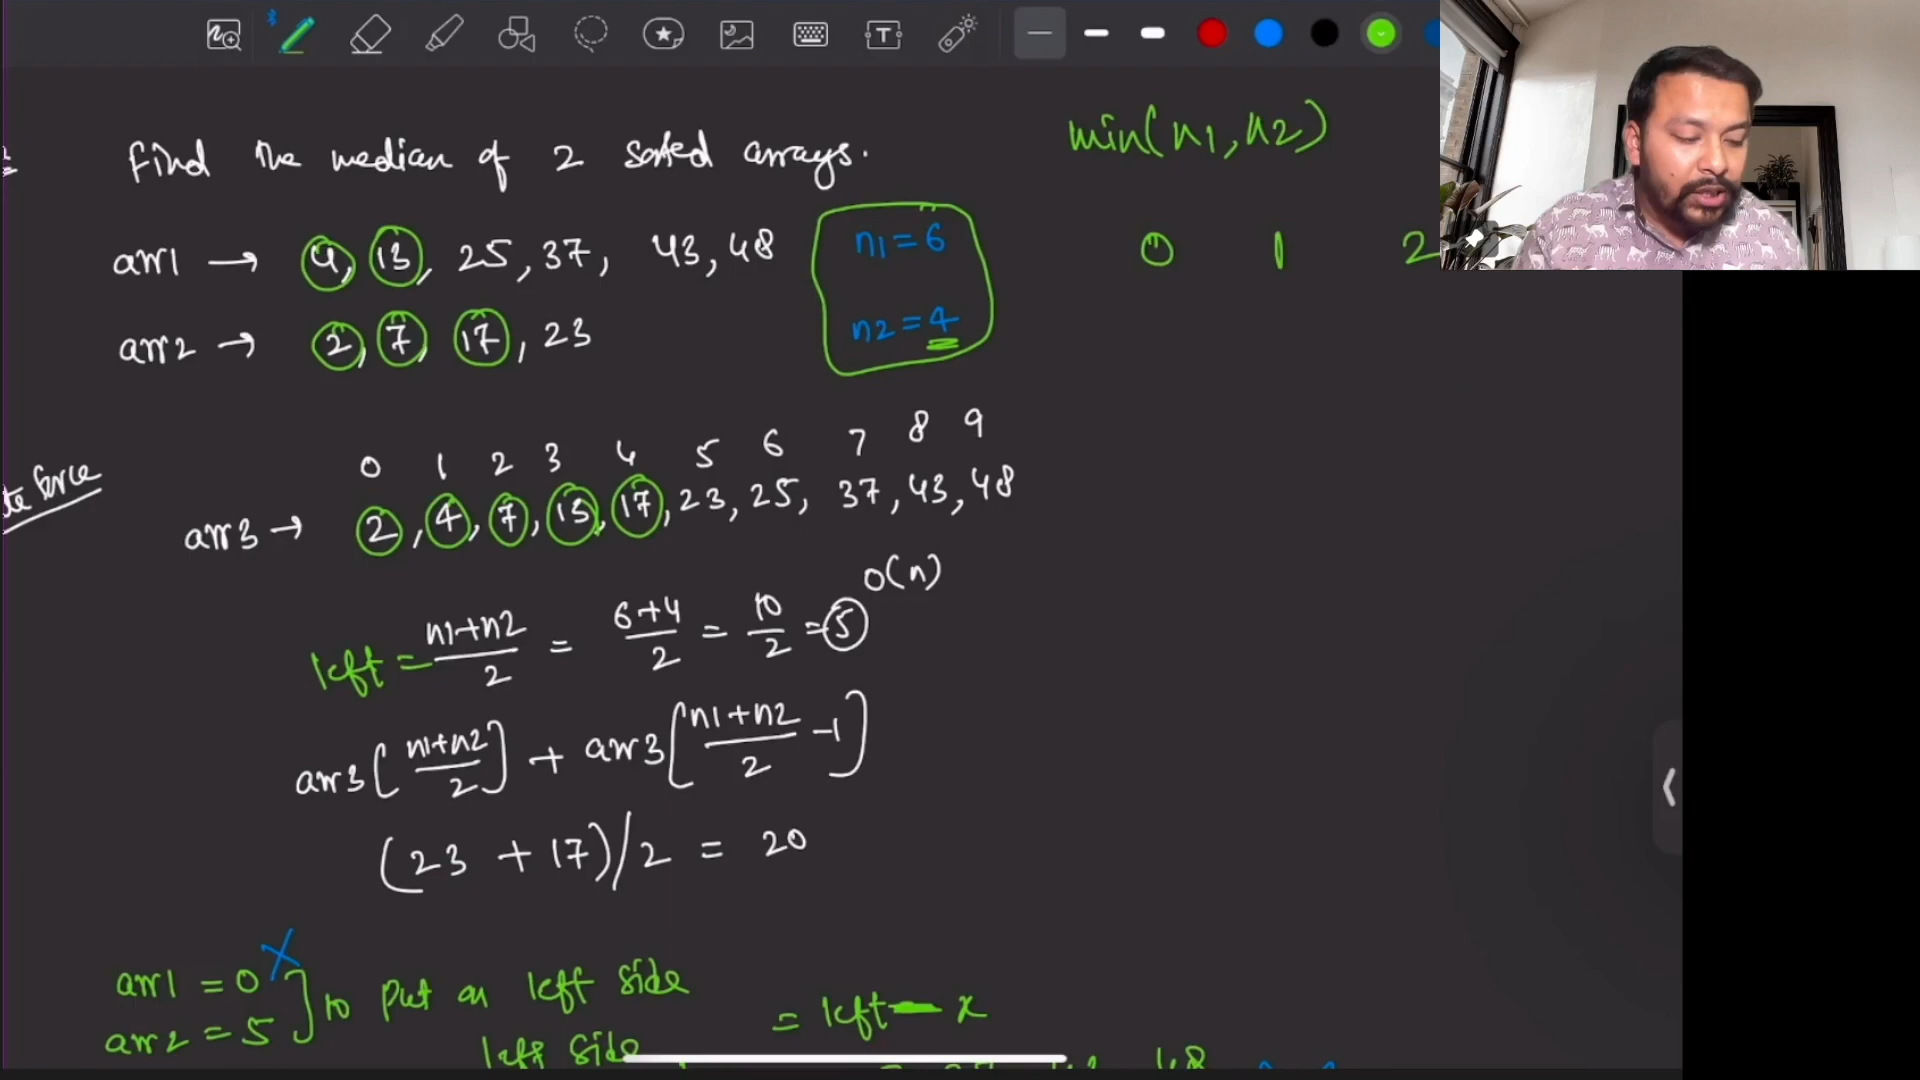 Find the median of 2 sorted arrays.
min(n1,n2)
arr1 → 4, 13, 25, 37, 43, 48
n1 = 6
0 1 2
arr2 → 2, 7, 17, 23
n2 = 4
0 1 2 3 4 5 6 7 8 9
force
arr3 → 2, 4, 7, 13, 17, 23, 25, 37, 43, 48
O(n)
left = n1+n2/2 = 6+4/2 = 10/2 = 5
arr3[n1+n2/2] + arr3[n1+n2/2 -1]
(23 + 17)/2 = 20
arr1 = 0 X
arr2 = 5 ] to put on left side
= left - x
left side
48